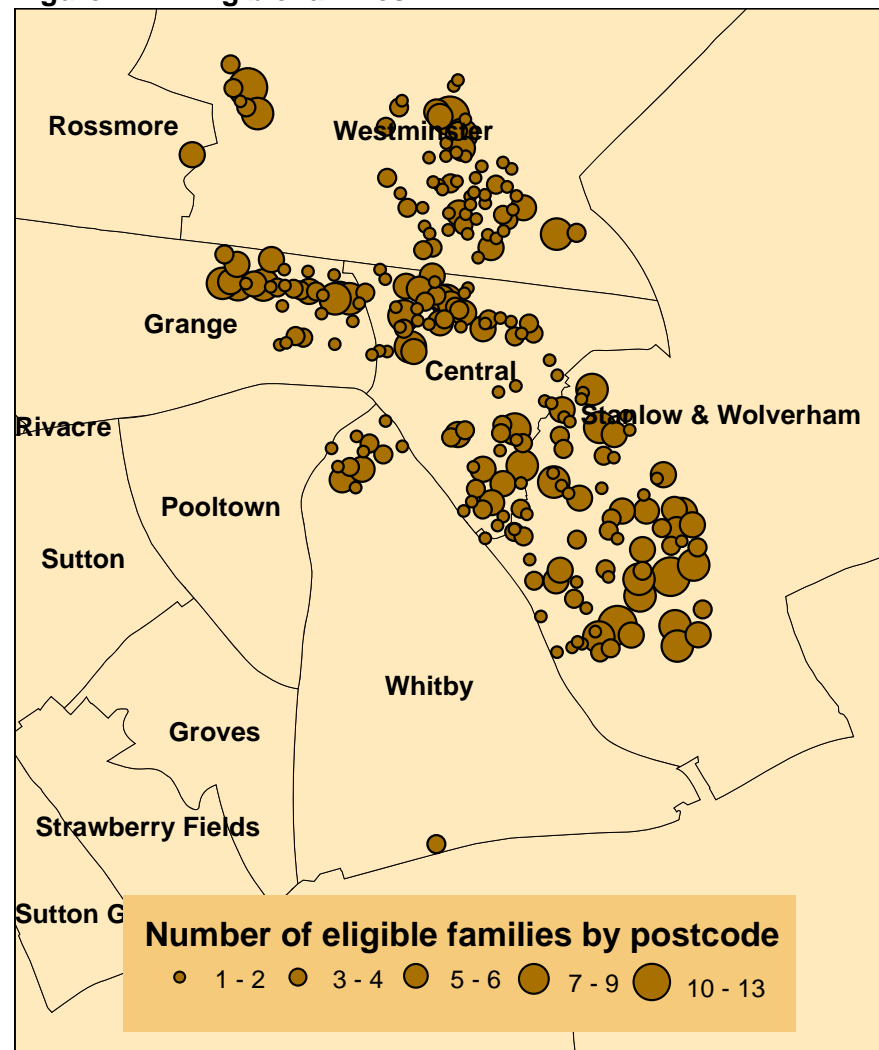 Rossmore
Westminster
Grange
Central
Stanlow & Wolverham
Rivacre
Pooltown
Sutton
Whitby
Groves
Strawberry Fields
Sutton G
Number of eligible families by postcode
1 - 2
3 - 4
5 - 6
7 - 9
10 - 13